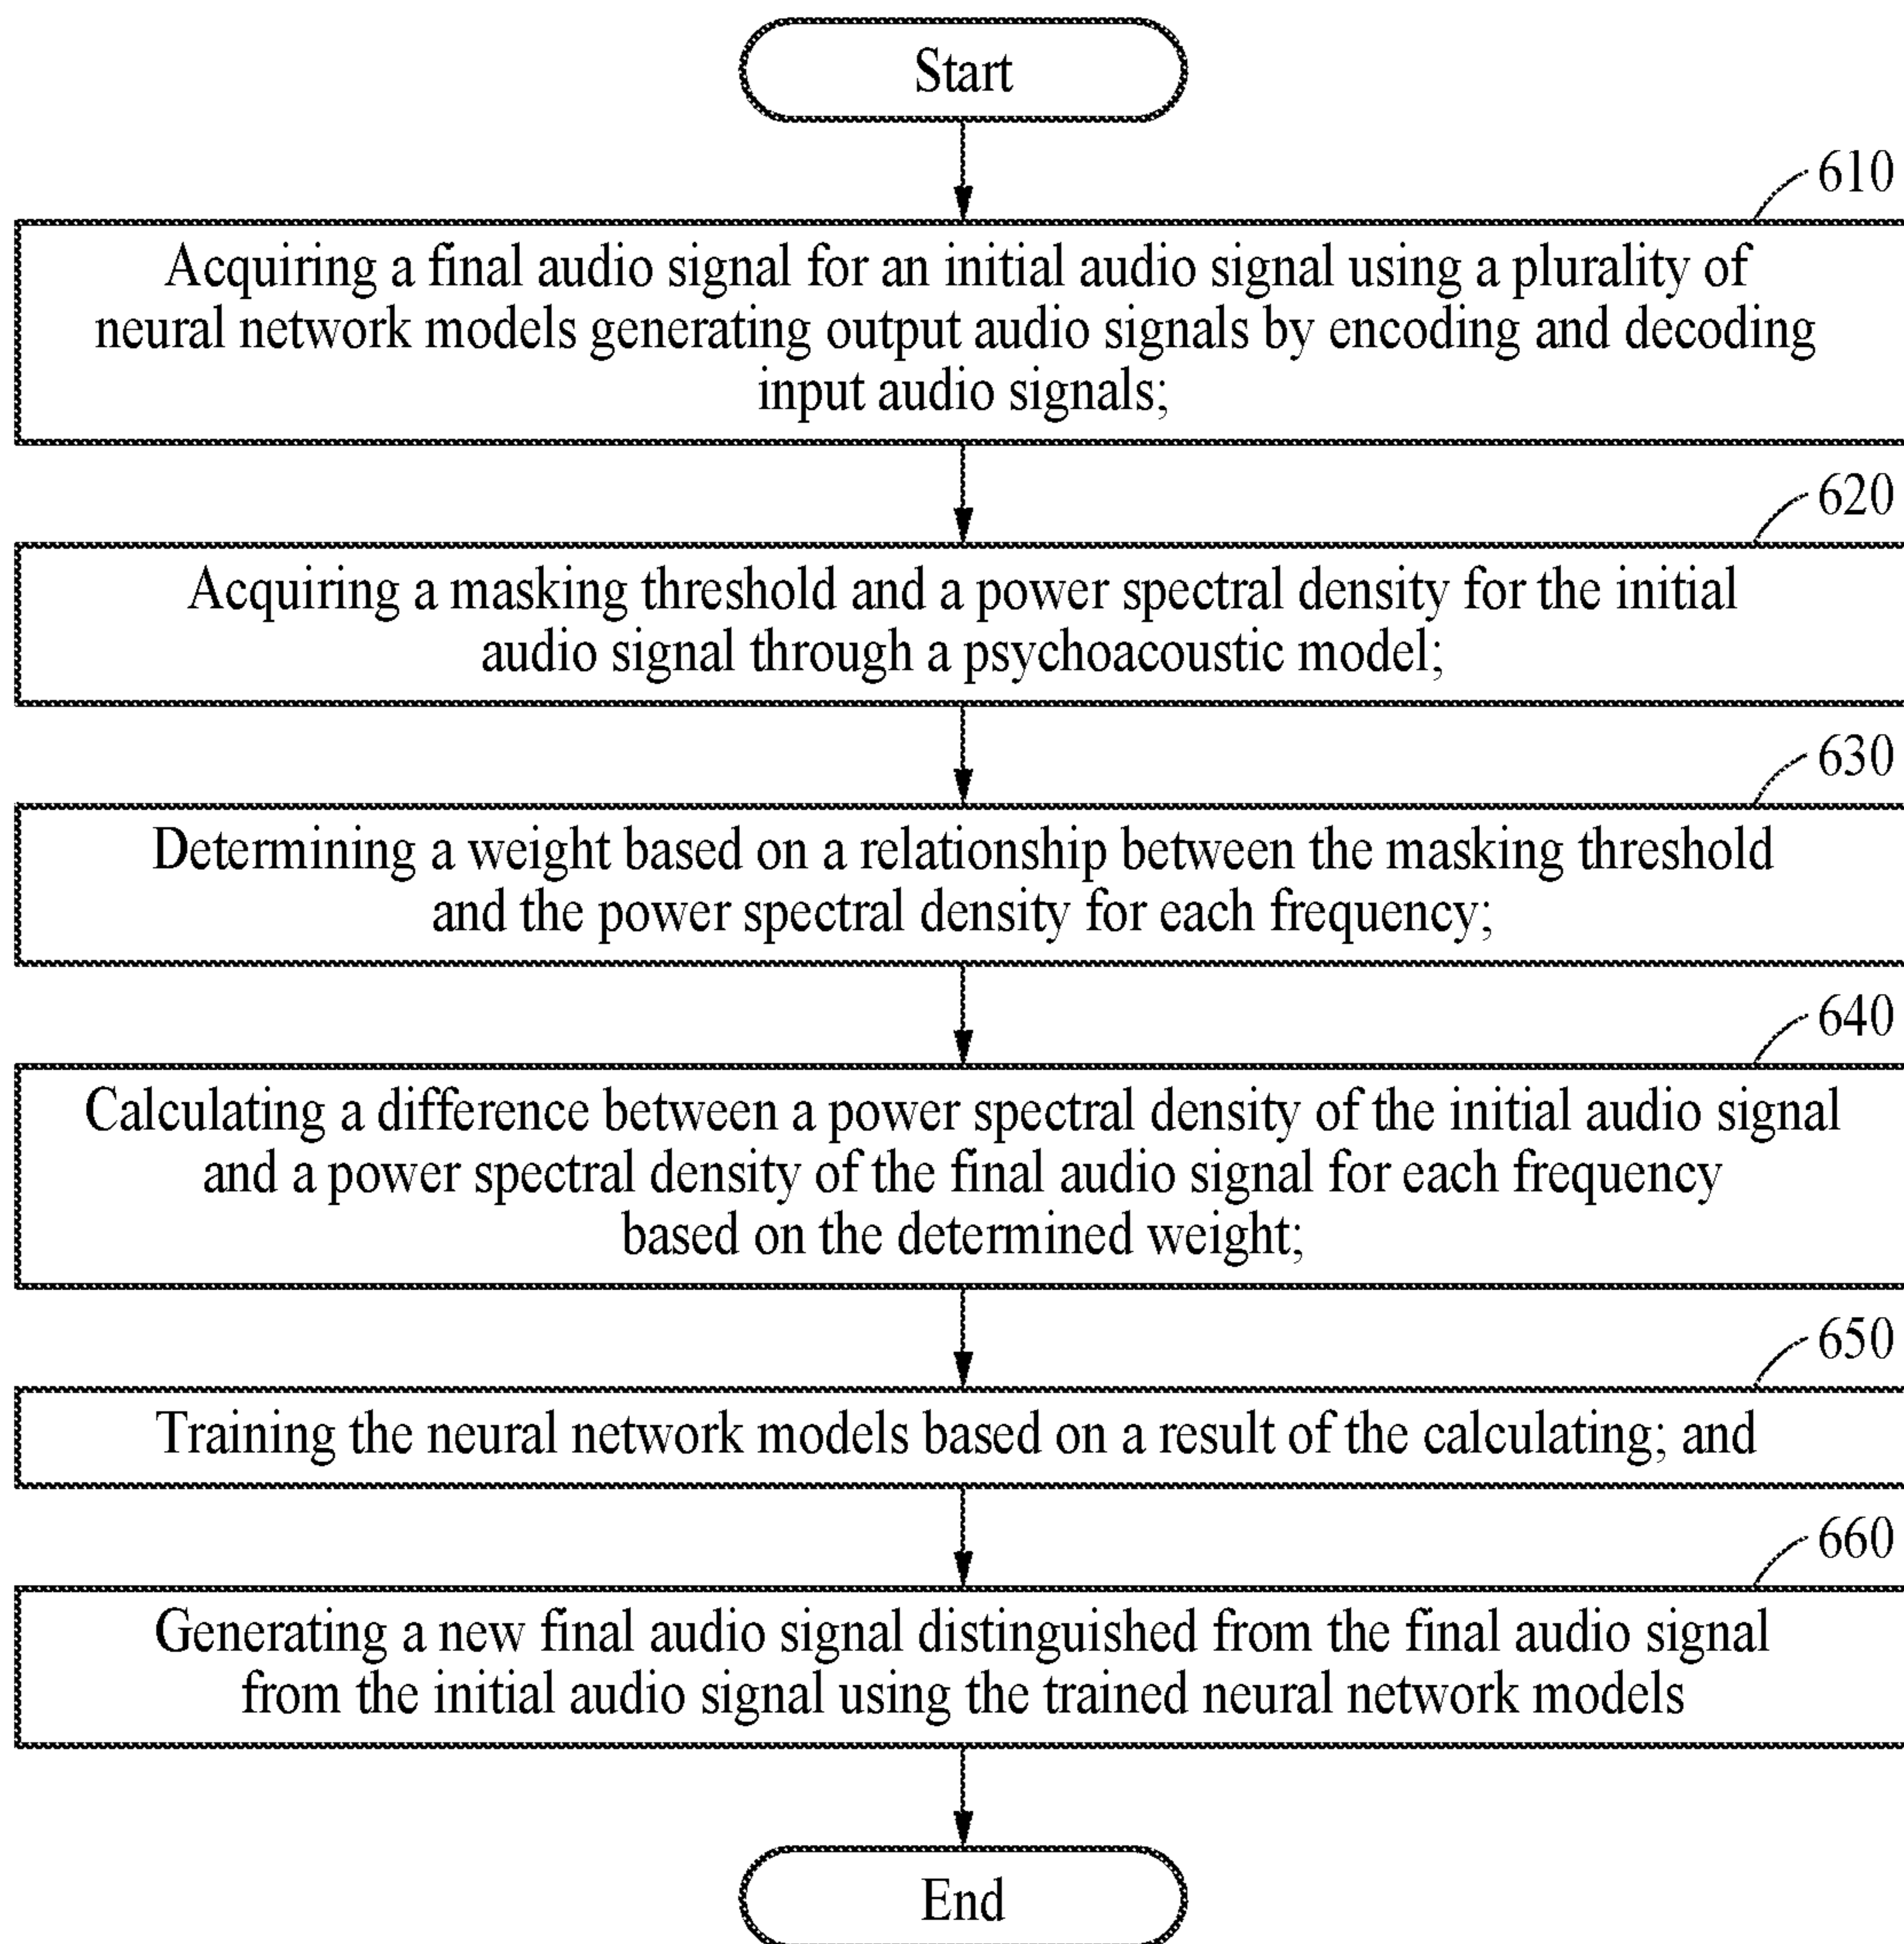 Start
610
Acquiring a final audio signal for an initial audio signal using a plurality of
neural network models generating output audio signals by encoding and decoding
input audio signals;
620
Acquiring a masking threshold and a power spectral density for the initial
audio signal through a psychoacoustic model;
630
Determining a weight based on a relationship between the masking threshold
and the power spectral density for each frequency;
640
Calculating a difference between a power spectral density of the initial audio signal
and a power spectral density of the final audio signal for each frequency
based on the determined weight;
650
Training the neural network models based on a result of the calculating; and
660
Generating a new final audio signal distinguished from the final audio signal
from the initial audio signal using the trained neural network models
End